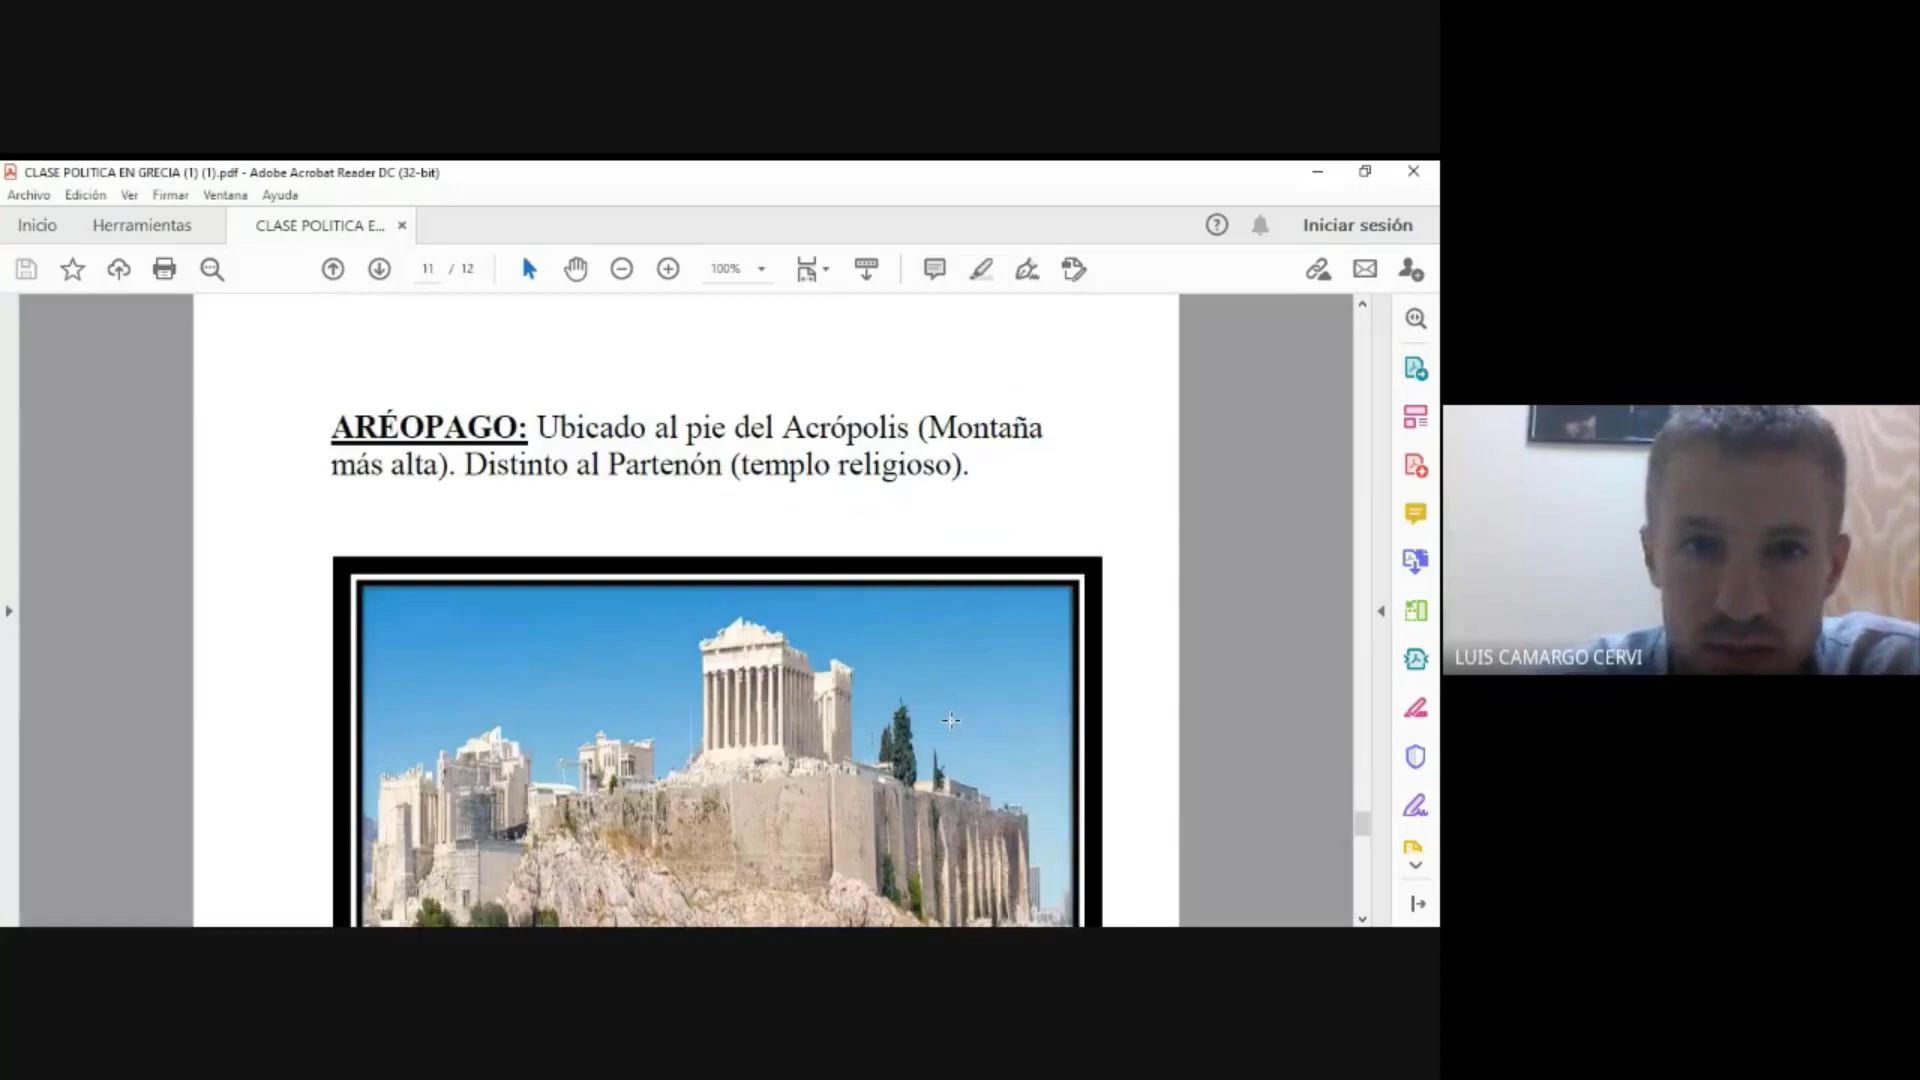 CLASE POLITICA EN GRECIA (1) (1).pdf - Adobe Acrobat Reader DC (32-bit)
Archivo Edición Ver Firmar Ventana Ayuda
Inicio Herramientas CLASE POLITICA E... Iniciar sesión
11 / 12 100%
ARÉOPAGO: Ubicado al pie del Acrópolis (Montaña
más alta). Distinto al Partenón (templo religioso).
LUIS CAMARGO CERVI